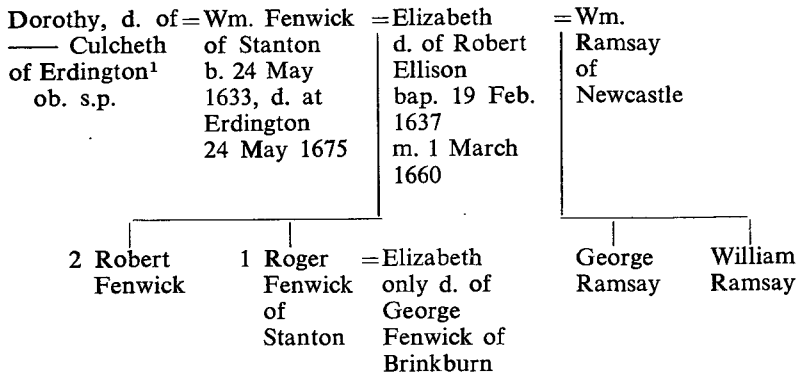 Dorothy, d. of
—— Culcheth
of Erdington¹
ob. s.p.
=Wm. Fenwick
of Stanton
b. 24 May
1633, d. at
Erdington
24 May 1675
=Elizabeth
d. of Robert
Ellison
bap. 19 Feb.
1637
m. 1 March
1660
=Wm.
Ramsay
of
Newcastle
2 Robert
Fenwick
1 Roger
Fenwick
of
Stanton
=Elizabeth
only d. of
George
Fenwick of
Brinkburn
George
Ramsay
William
Ramsay